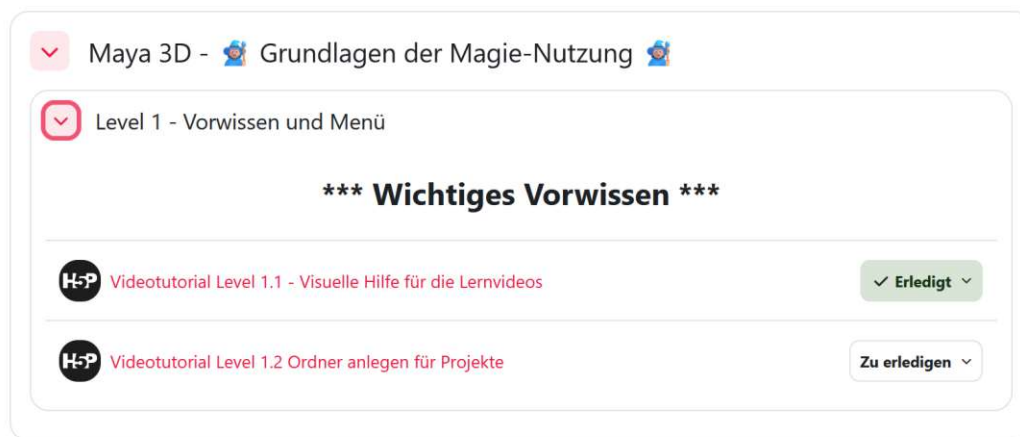 Maya 3D - 🧙 Grundlagen der Magie-Nutzung 🧙
Level 1 - Vorwissen und Menü
*** Wichtiges Vorwissen ***
H5P Videotutorial Level 1.1 - Visuelle Hilfe für die Lernvideos ✓ Erledigt
H5P Videotutorial Level 1.2 Ordner anlegen für Projekte Zu erledigen